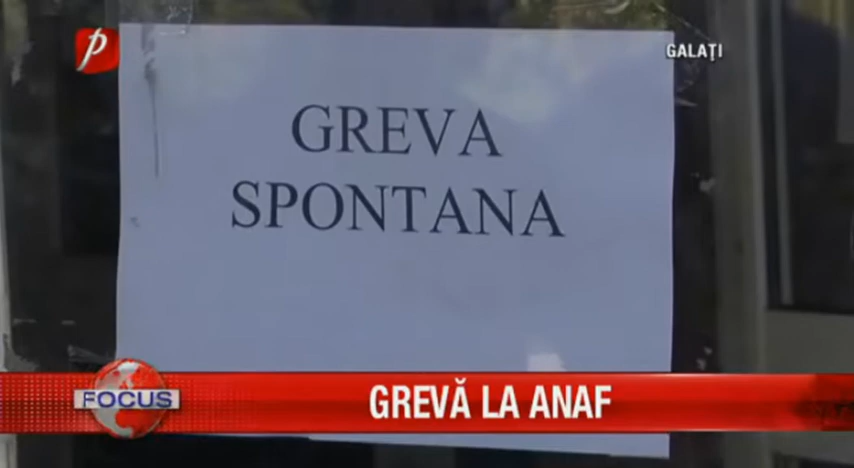 p
GALAȚI
GREVA
SPONTANA
FOCUS
GREVĂ LA ANAF